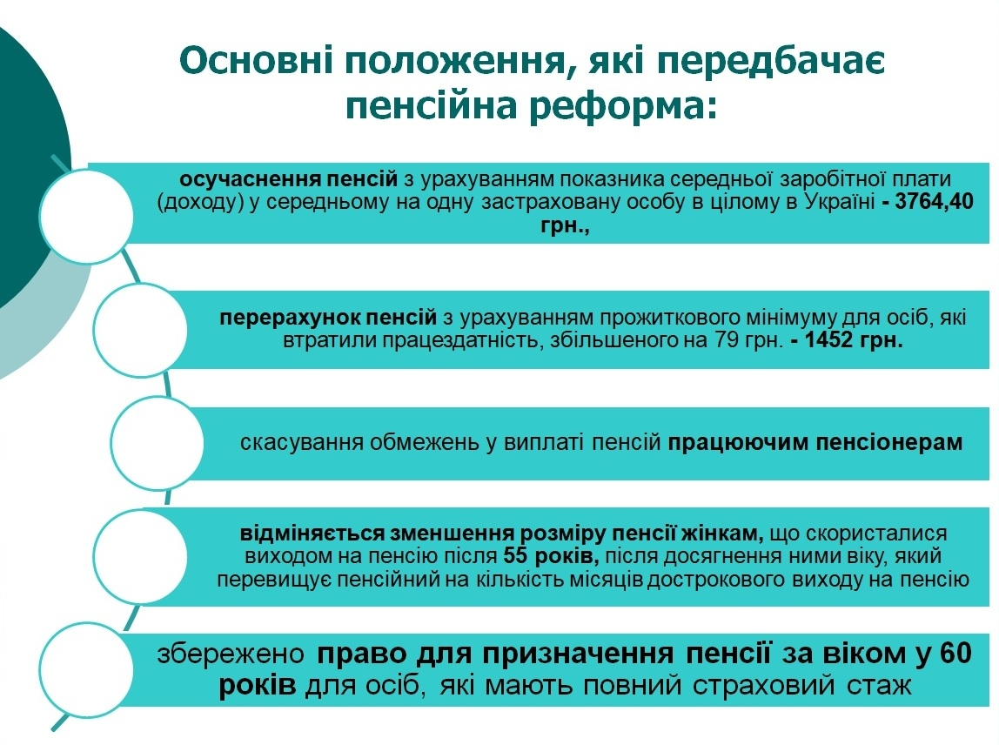 Основні положення, які передбачає
пенсійна реформа:
осучаснення пенсій з урахуванням показника середньої заробітної плати
(доходу) у середньому на одну застраховану особу в цілому в Україні - 3764,40
грн.,
перерахунок пенсій з урахуванням прожиткового мінімуму для осіб, які
втратили працездатність, збільшеного на 79 грн. - 1452 грн.
скасування обмежень у виплаті пенсій працюючим пенсіонерам
відміняється зменшення розміру пенсії жінкам, що скористалися
виходом на пенсію після 55 років, після досягнення ними віку, який
перевищує пенсійний на кількість місяців дострокового виходу на пенсію
збережено право для призначення пенсії за віком у 60
років для осіб, які мають повний страховий стаж